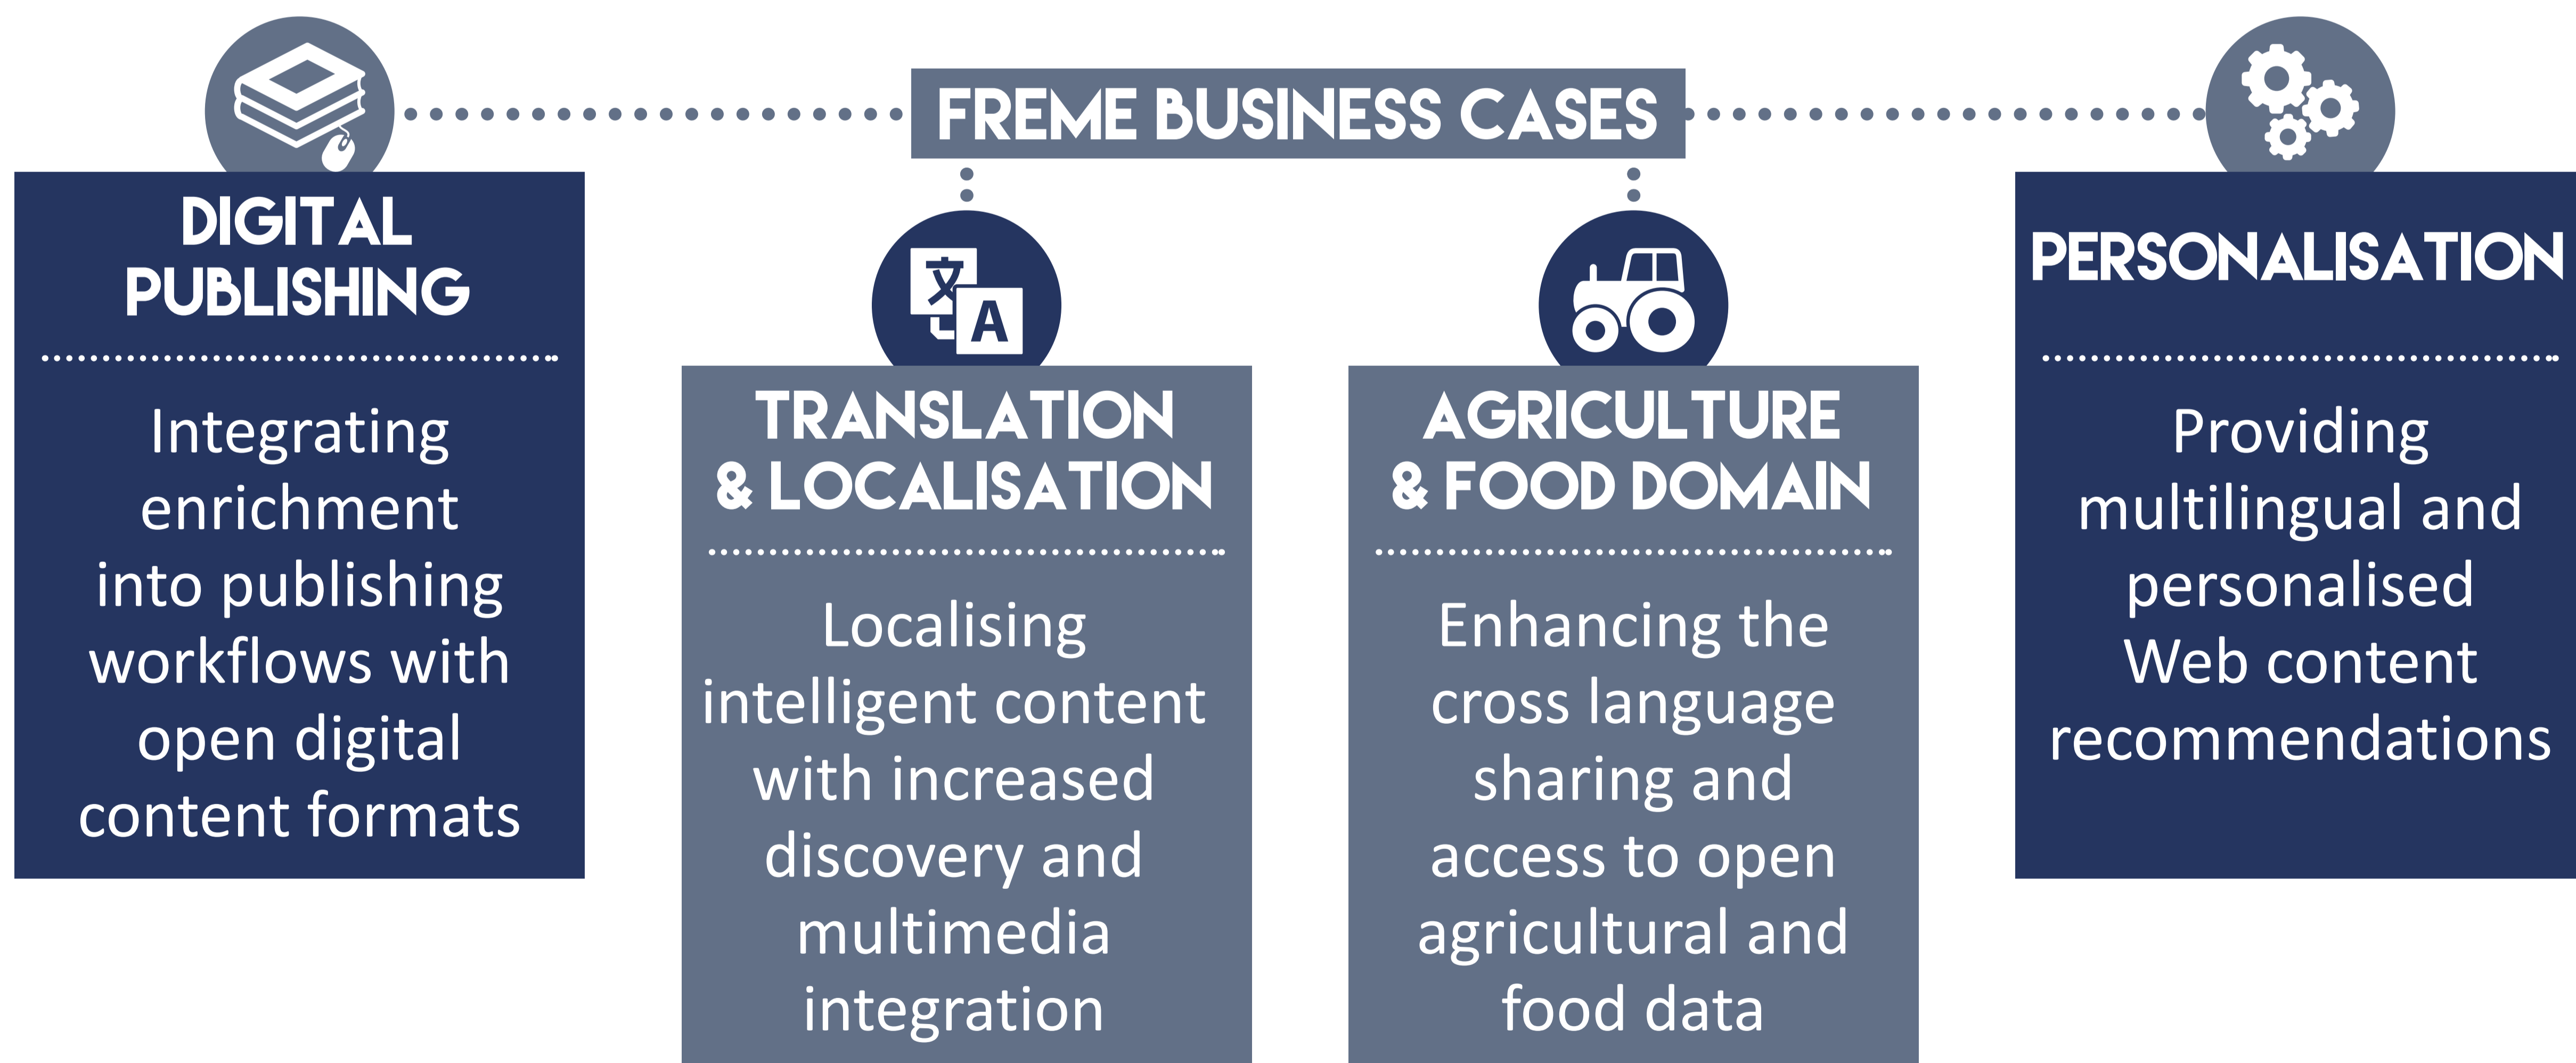 FREME BUSINESS CASES
DIGITAL
PUBLISHING
Integrating
enrichment
into publishing
workflows with
open digital
content formats
文
A
TRANSLATION
& LOCALISATION
Localising
intelligent content
with increased
discovery and
multimedia
integration
AGRICULTURE
& FOOD DOMAIN
Enhancing the
cross language
sharing and
access to open
agricultural and
food data
PERSONALISATION
Providing
multilingual and
personalised
Web content
recommendations